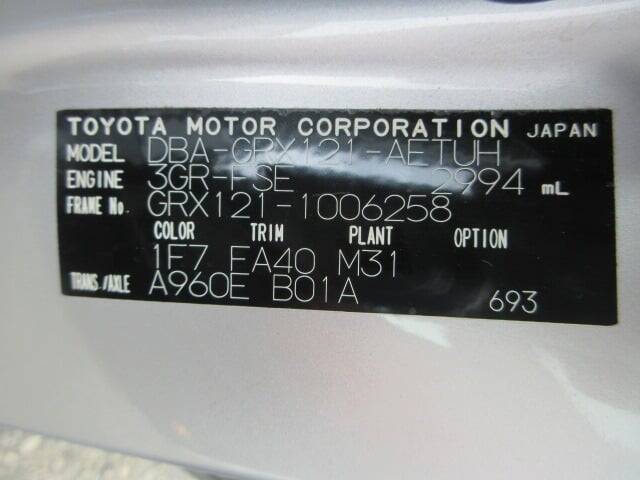 TOYOTA MOTOR CORPORATION JAPAN
MODEL DBA-GRX121-AETUH
ENGINE 3GR-FSE 2994 mL
FRAME No. GRX121-1006258
COLOR TRIM PLANT OPTION
1F7 FA40 M31
TRANS./AXLE A960E B01A 693